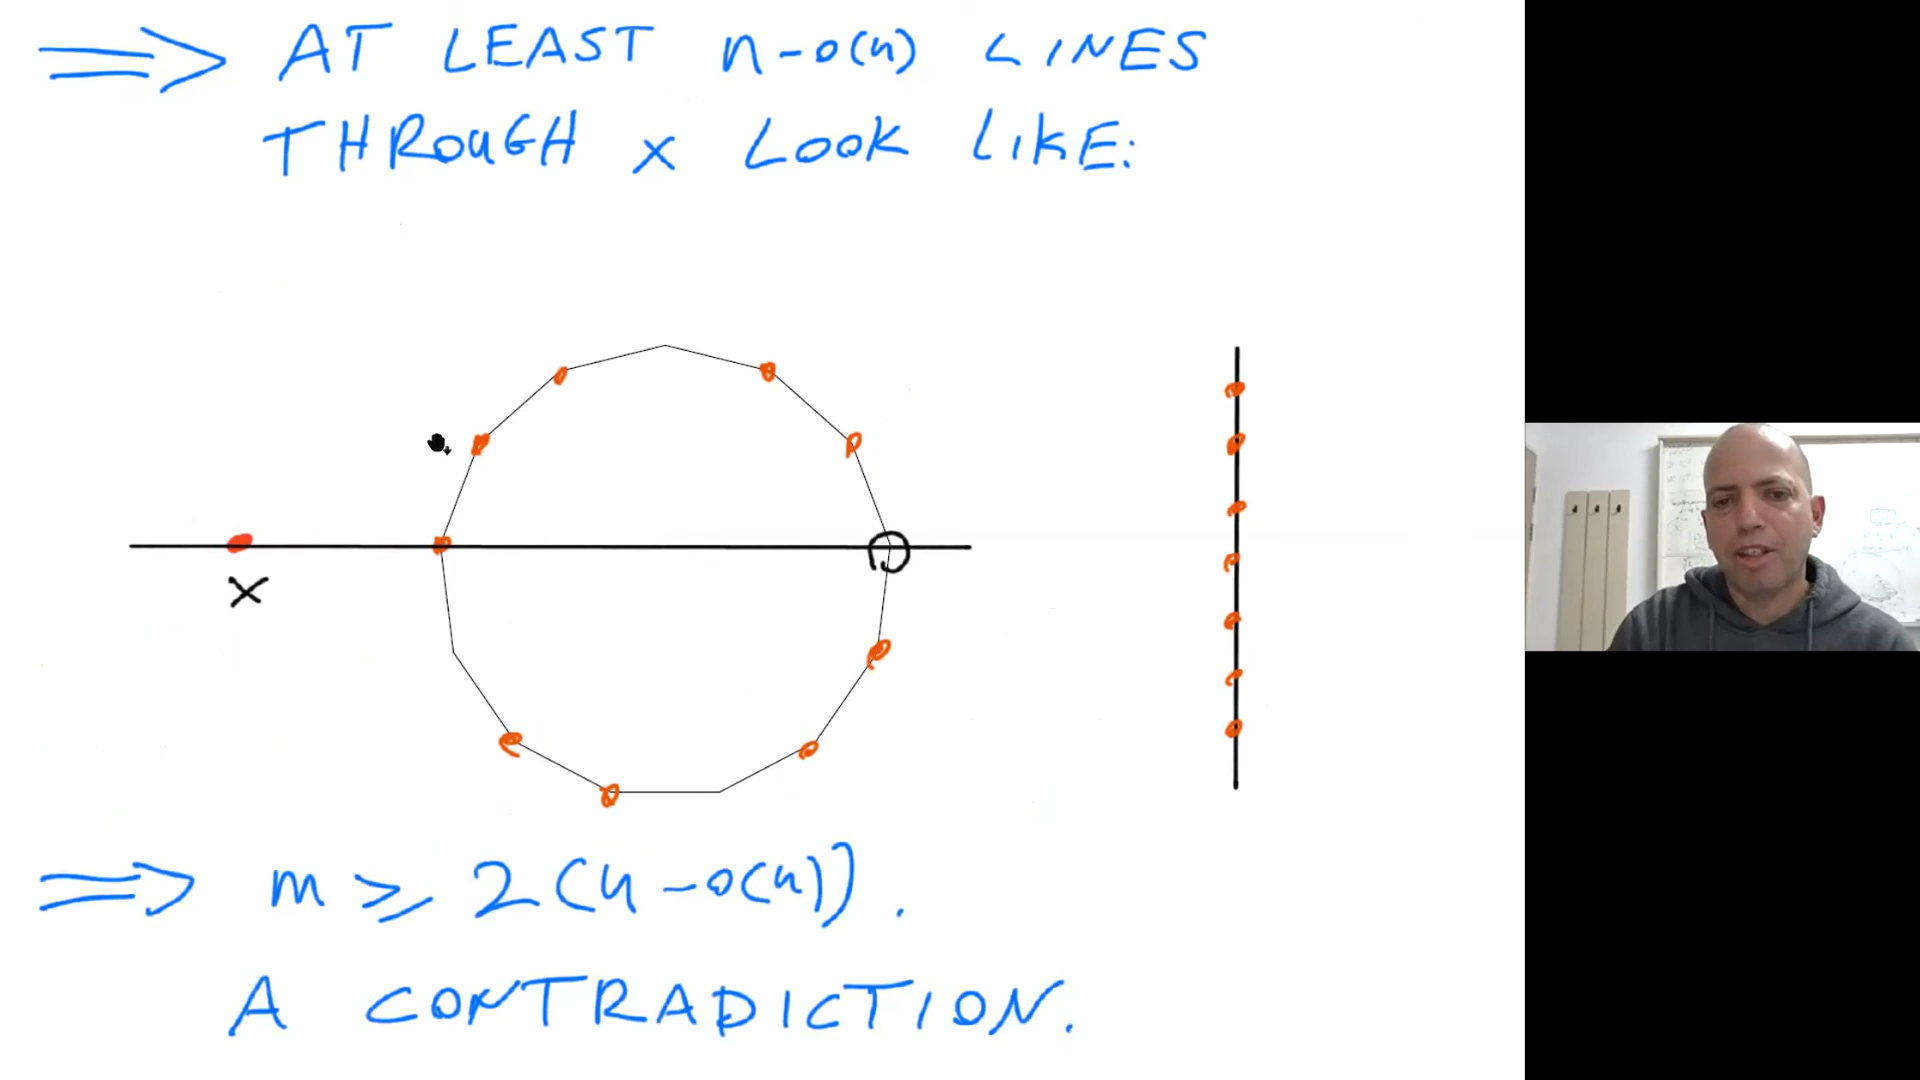 ⟹ AT LEAST n-o(n) LINES
THROUGH x LOOK LIKE:
x
⟹ m ≥ 2(n-o(n)).
A CONTRADICTION.